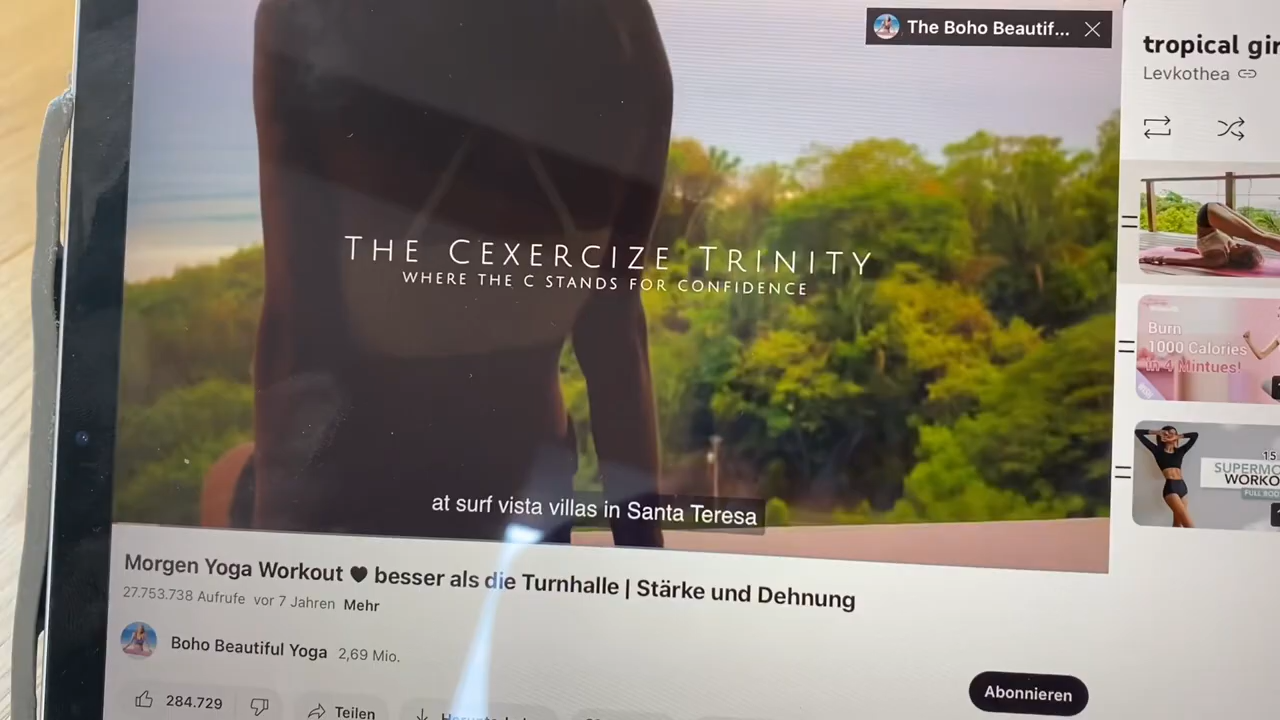 The Boho Beautif...
tropical gir
Levkothea
THE CEXERCIZE TRINITY
WHERE THE C STANDS FOR CONFIDENCE
at surf vista villas in Santa Teresa
Burn
1000 Calories
in 4 Mintues!
15
SUPERMO
WORKO
FULL BOD
Morgen Yoga Workout ♥ besser als die Turnhalle | Stärke und Dehnung
27.753.738 Aufrufe vor 7 Jahren Mehr
Boho Beautiful Yoga 2,69 Mio.
Abonnieren
284.729
Teilen